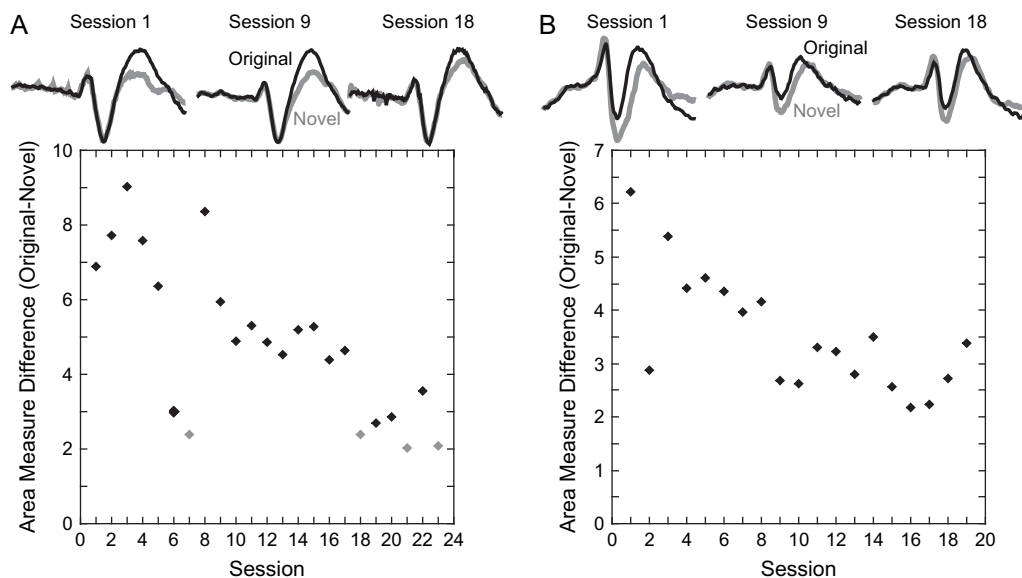 A
Session 1
Session 9
Session 18
Original
Novel
10
8
6
4
2
0
Area Measure Difference (Original-Novel)
0 2 4 6 8 10 12 14 16 18 20 22 24
Session
B
Session 1
Session 9
Session 18
Original
Novel
7
6
5
4
3
2
1
0
Area Measure Difference (Original-Novel)
0 2 4 6 8 10 12 14 16 18 20
Session